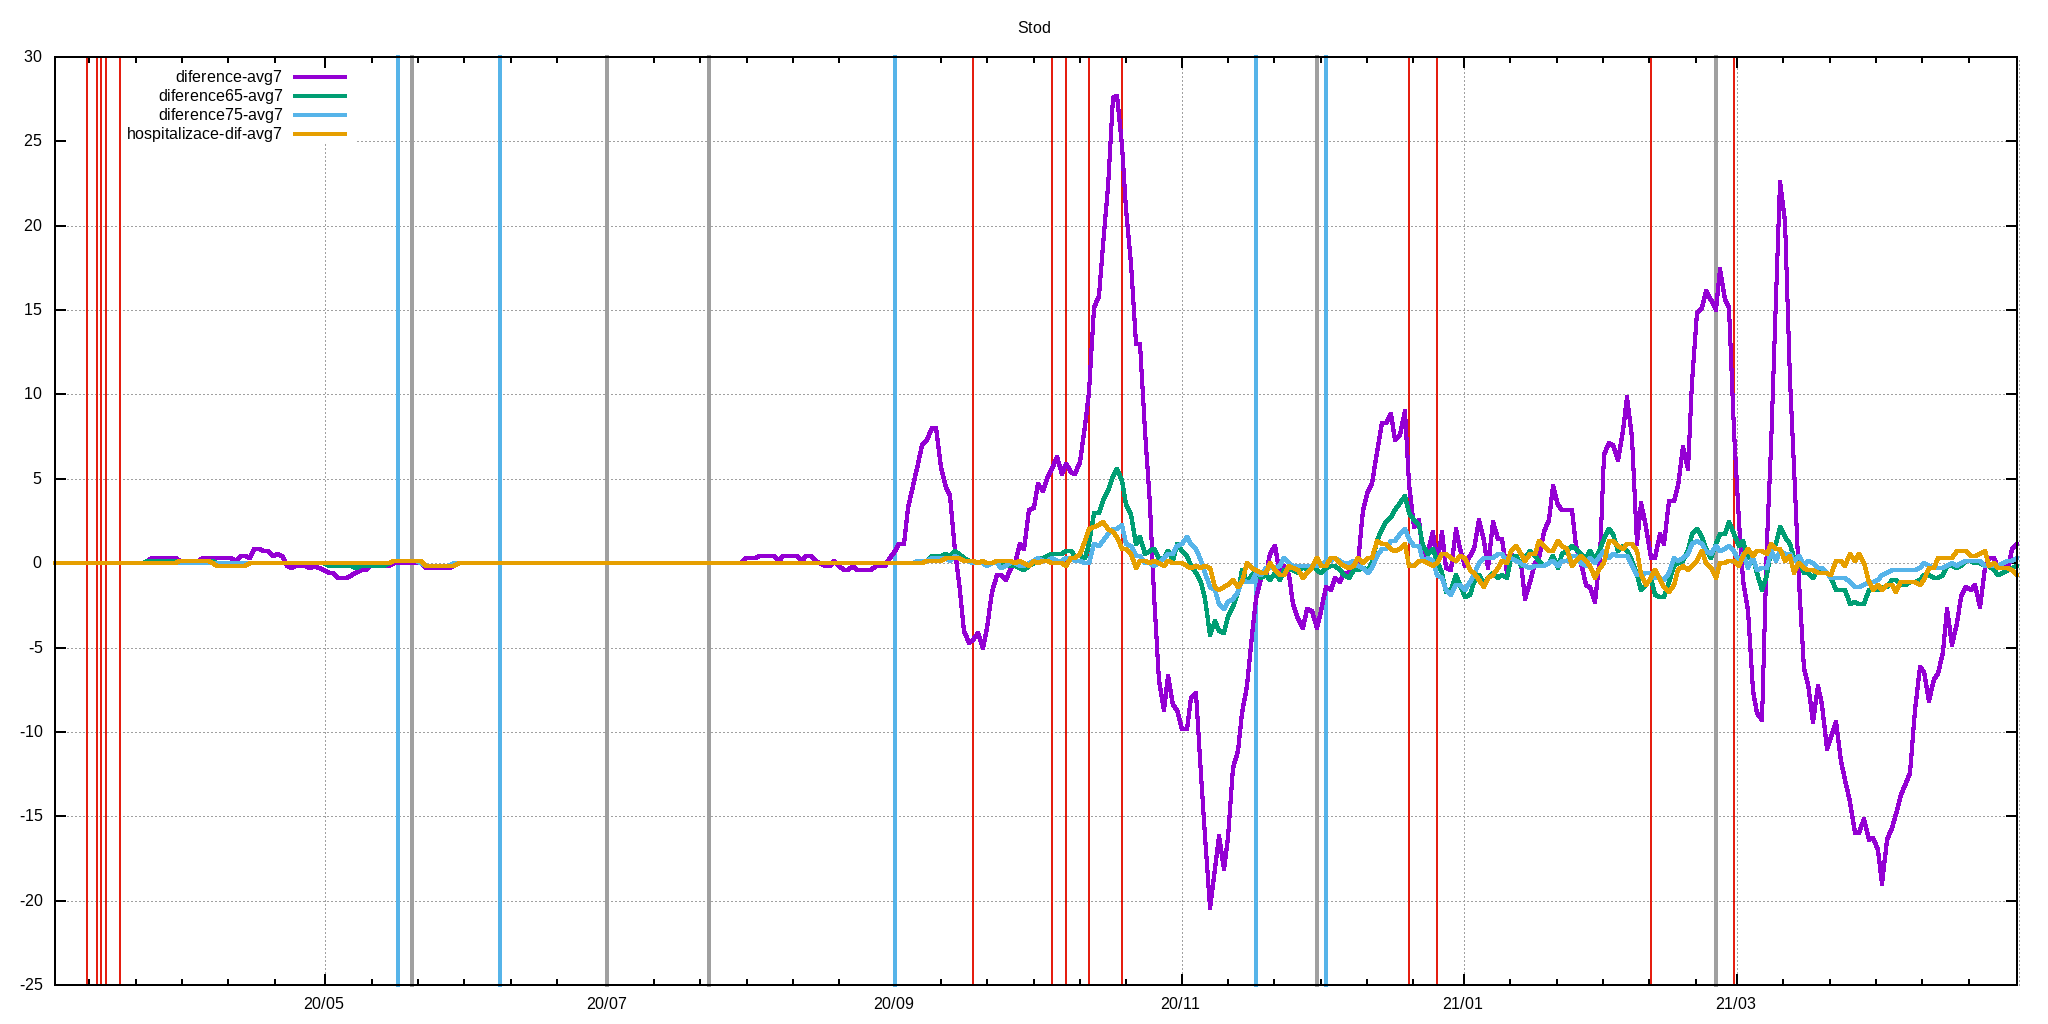 Stod
diference-avg7
diference65-avg7
diference75-avg7
hospitalizace-dif-avg7
30
25
20
15
10
5
0
-5
-10
-15
-20
-25
20/05 20/07 20/09 20/11 21/01 21/03